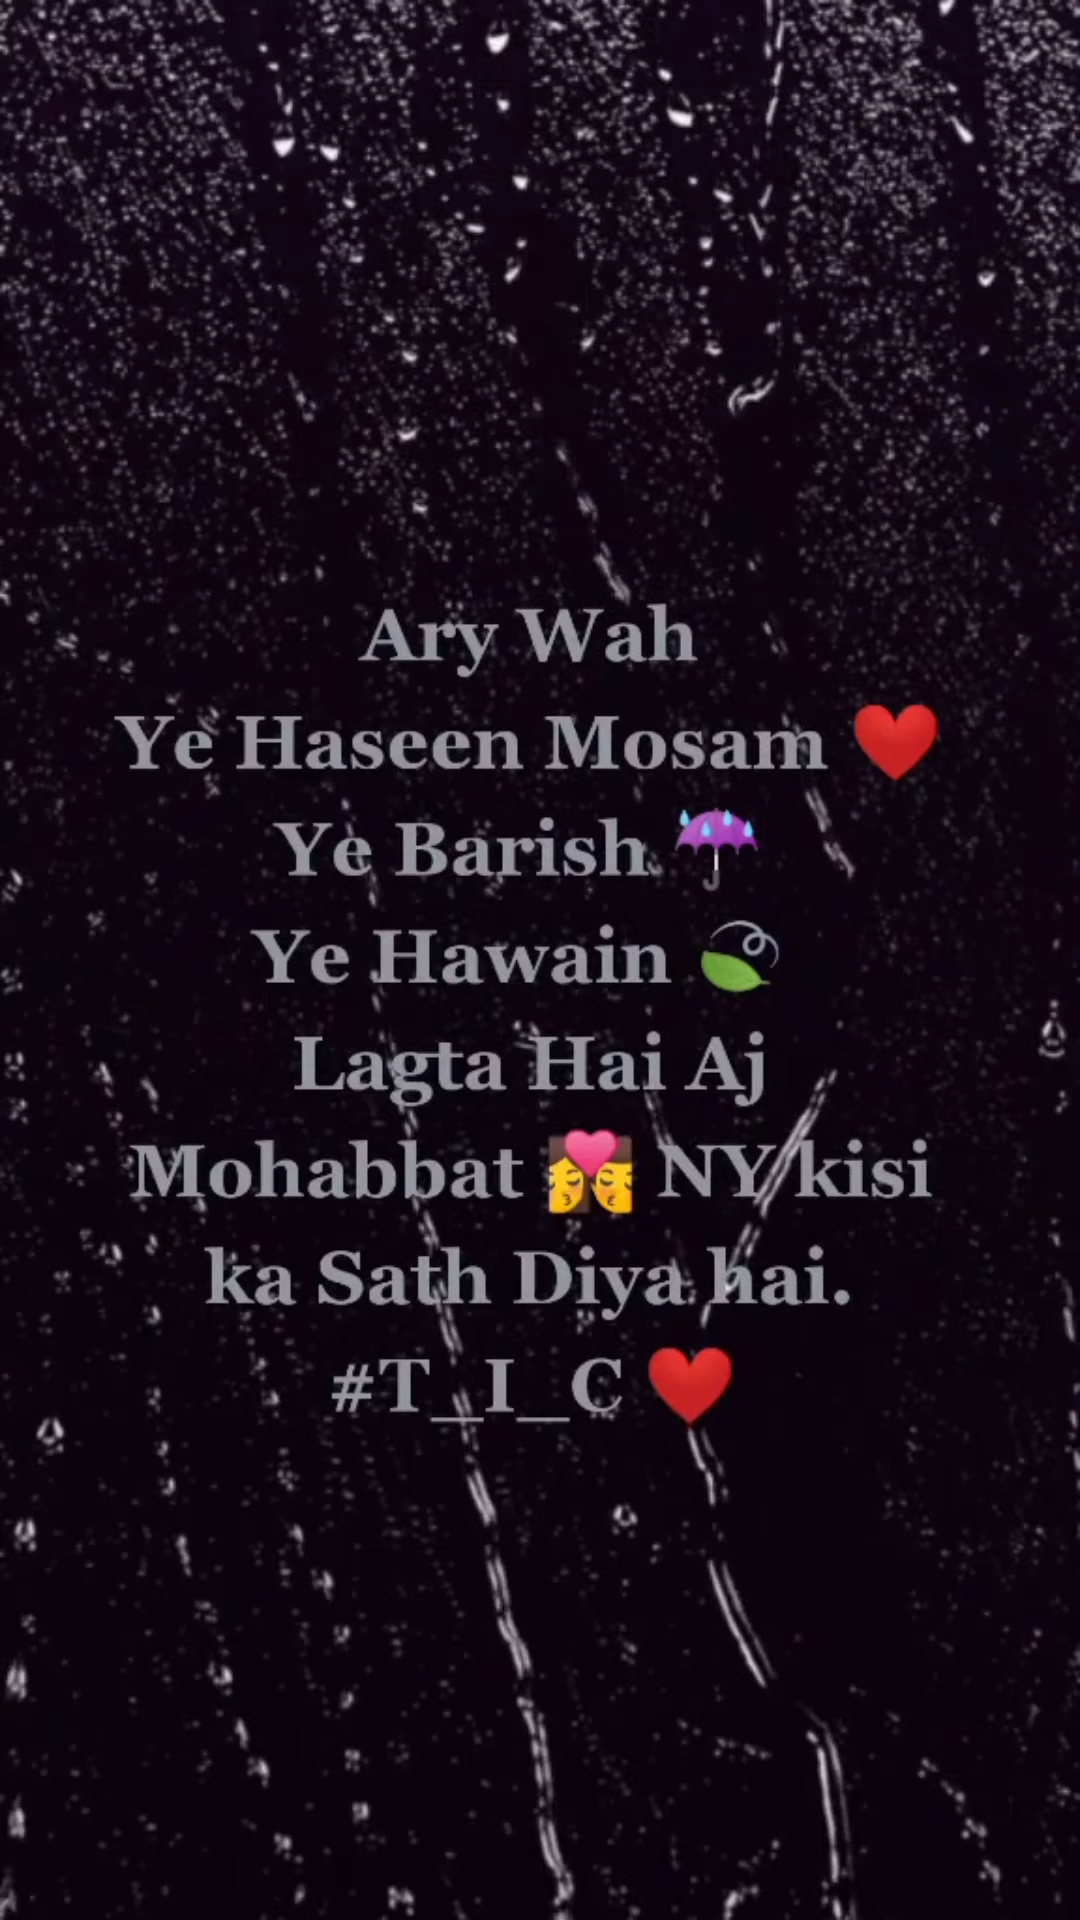 Ary Wah
Ye Haseen Mosam ❤️
Ye Barish ☔
Ye Hawain 🍃
Lagta Hai Aj
Mohabbat 👩‍❤️‍💋‍👩 NY kisi
ka Sath Diya hai.
#T_I_C ❤️